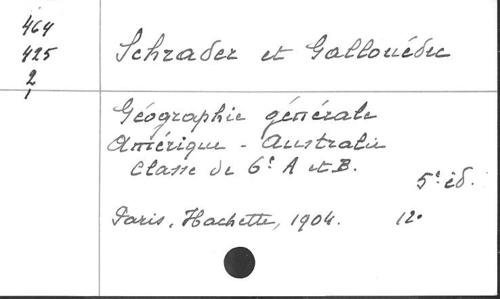 464
425
2
1
Schrader et Gallouédec
Géographie générale
Amérique - Australie
Classe de 6e A et B.
5e éd.
Paris, Hachette, 1904. 12°